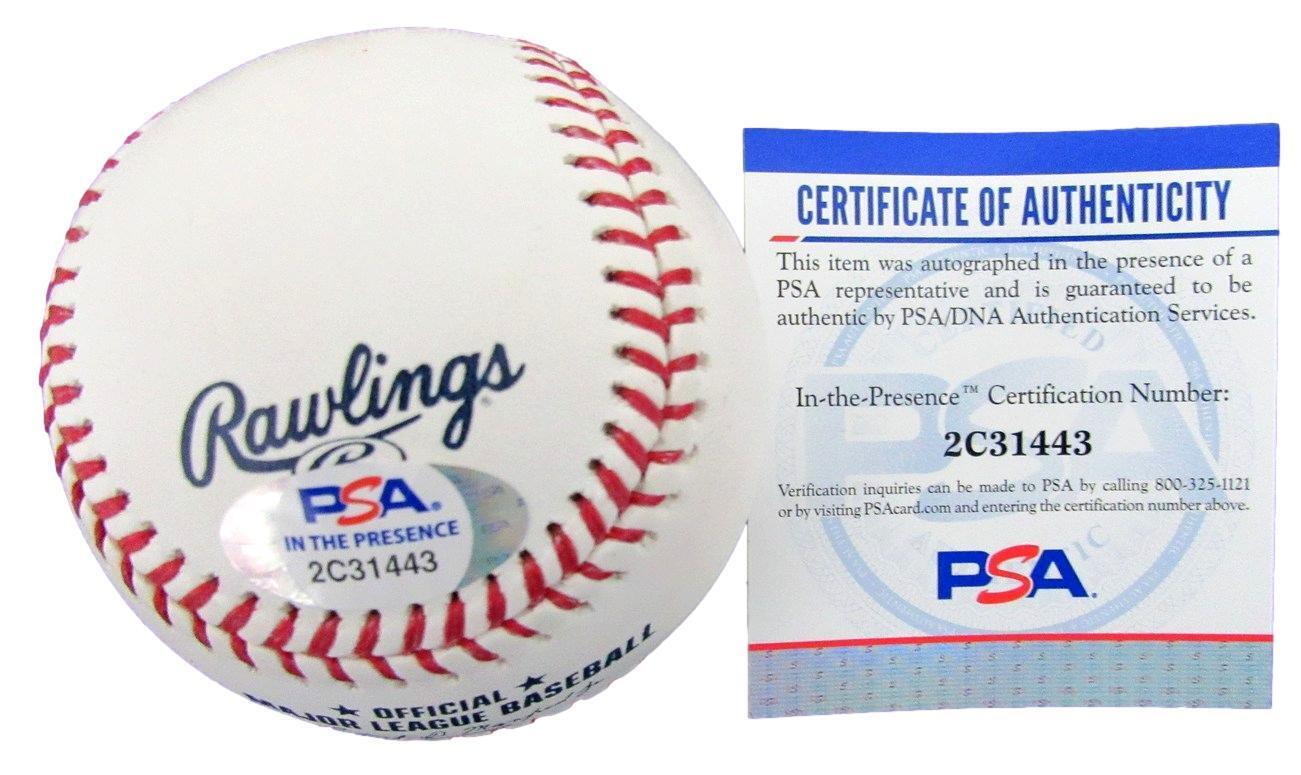 Rawlings
PSA
IN THE PRESENCE
2C31443
★ OFFICIAL ★
MAJOR LEAGUE BASEBALL
CERTIFICATE OF AUTHENTICITY
This item was autographed in the presence of a
PSA representative and is guaranteed to be
authentic by PSA/DNA Authentication Services.
In-the-Presence™ Certification Number:
2C31443
Verification inquiries can be made to PSA by calling 800-325-1121
or by visiting PSAcard.com and entering the certification number above.
PSA